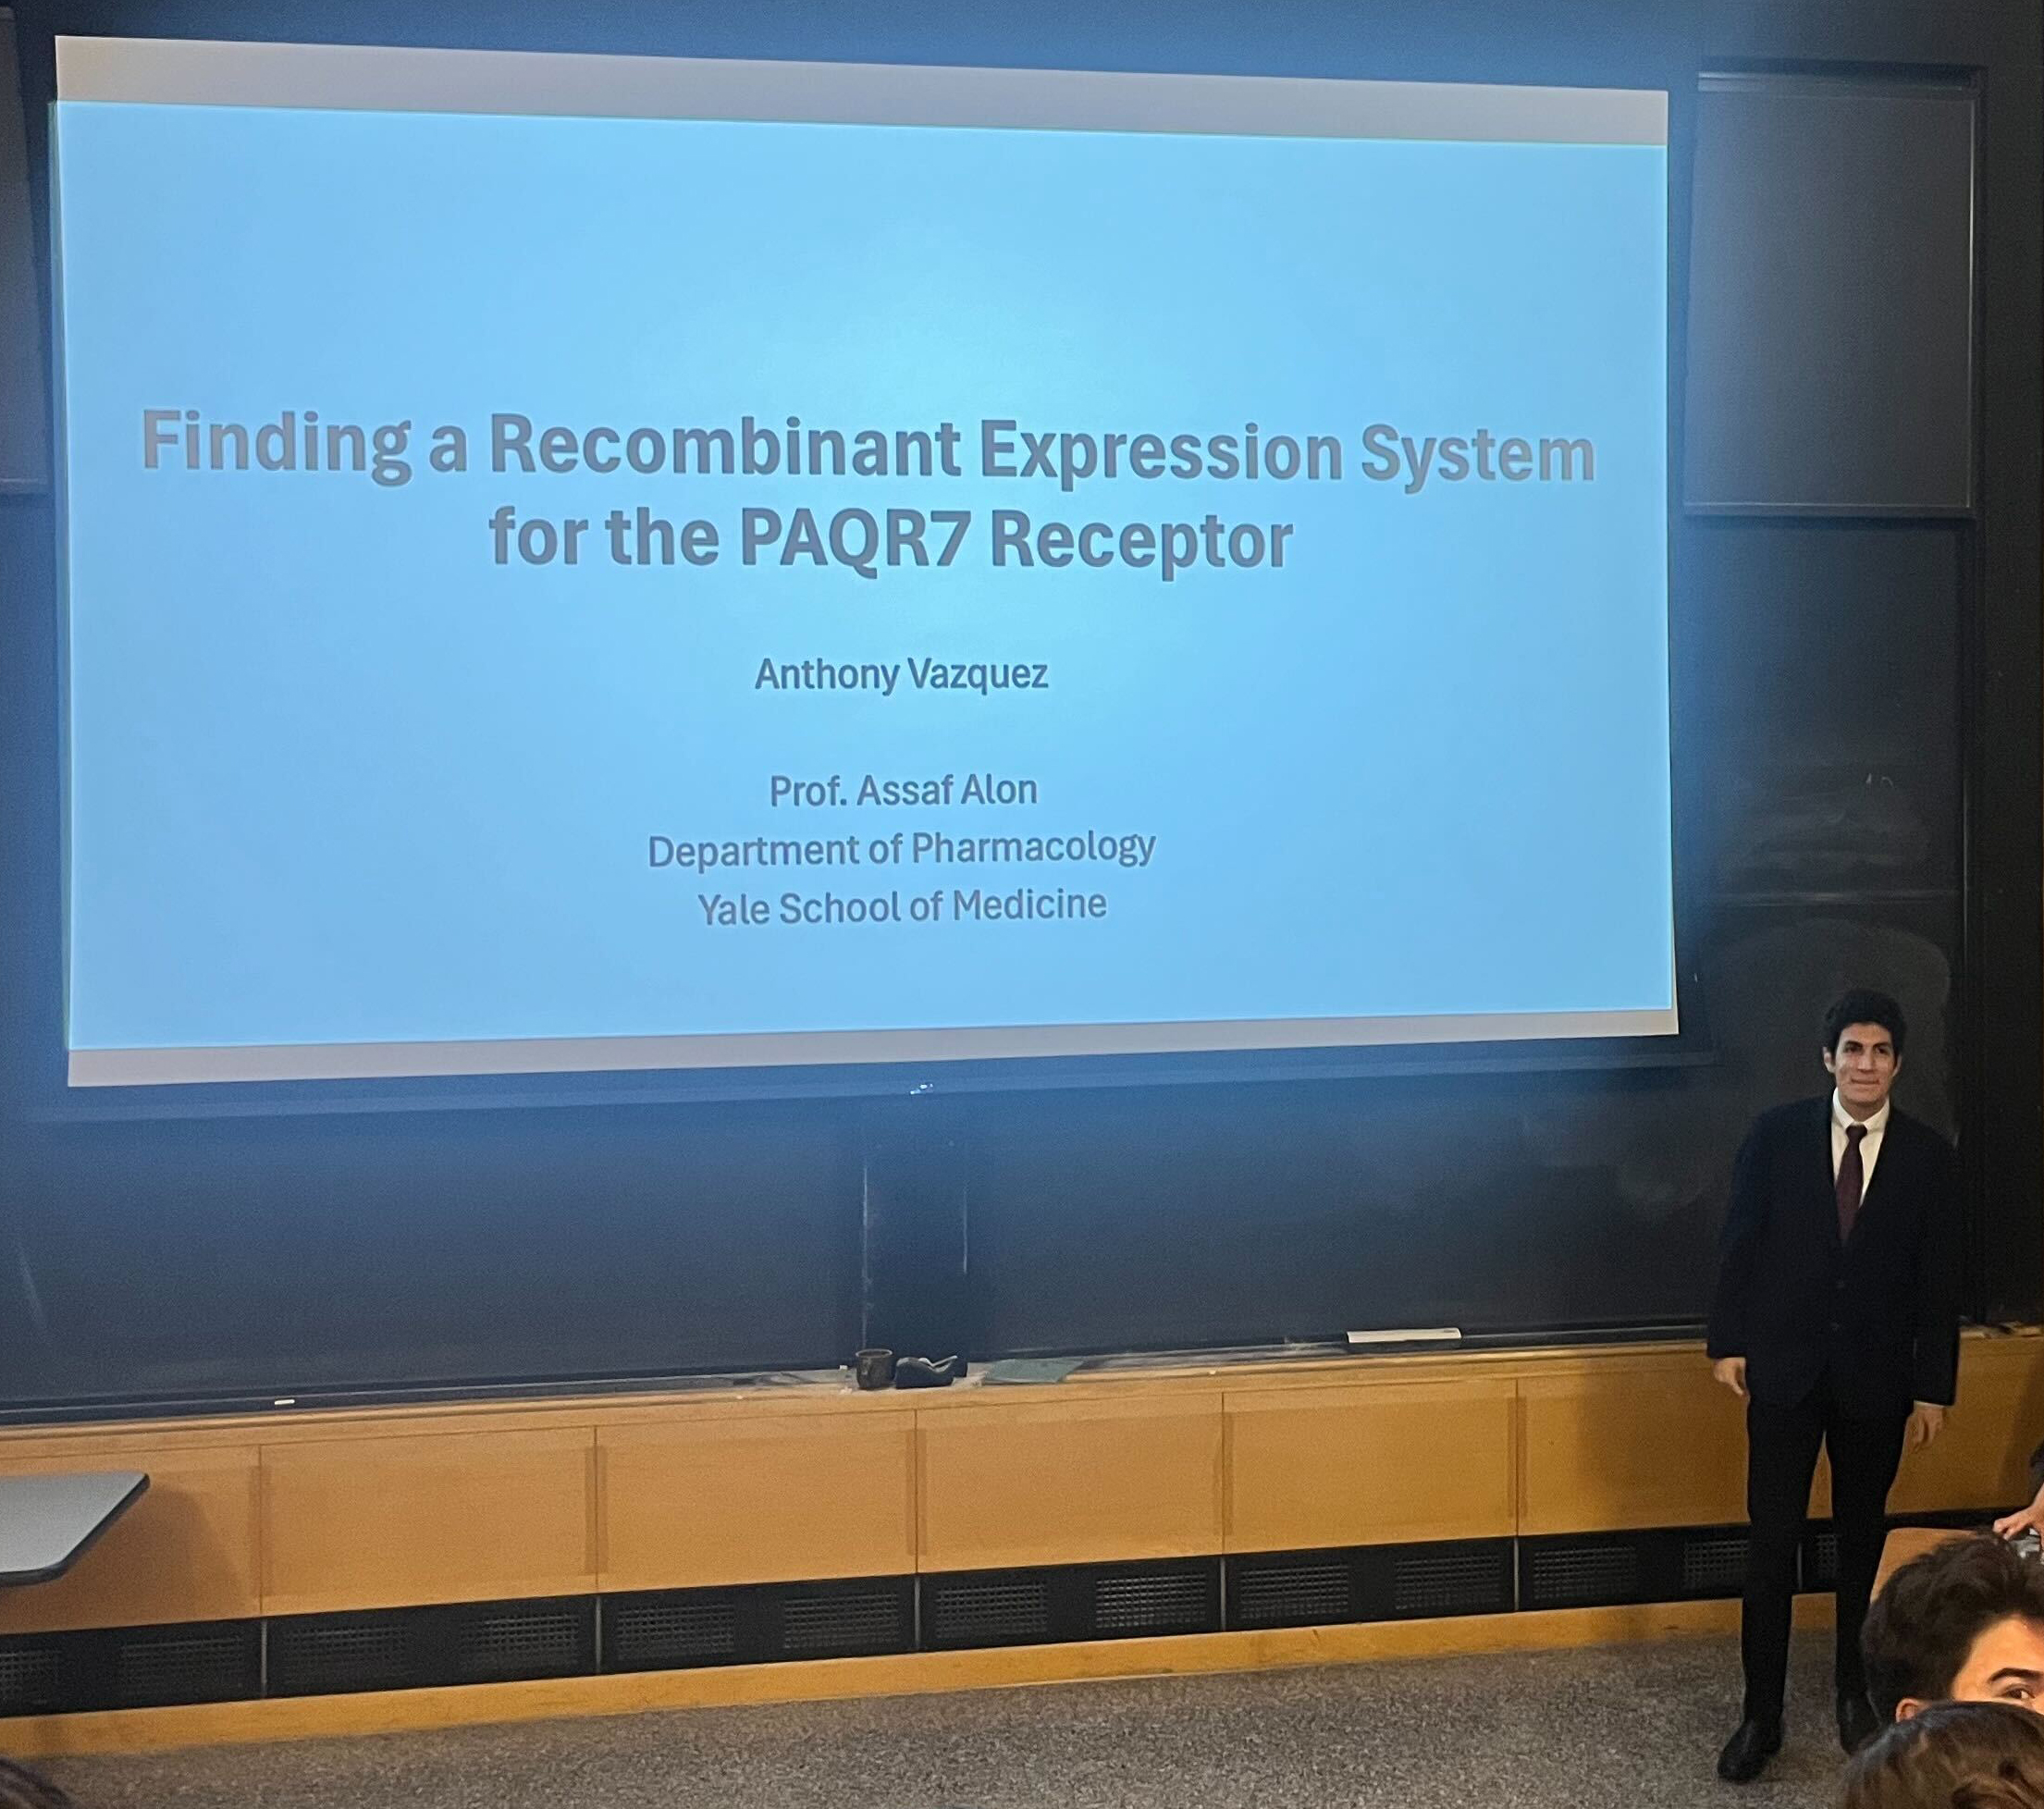 Finding a Recombinant Expression System
for the PAQR7 Receptor
Anthony Vazquez
Prof. Assaf Alon
Department of Pharmacology
Yale School of Medicine